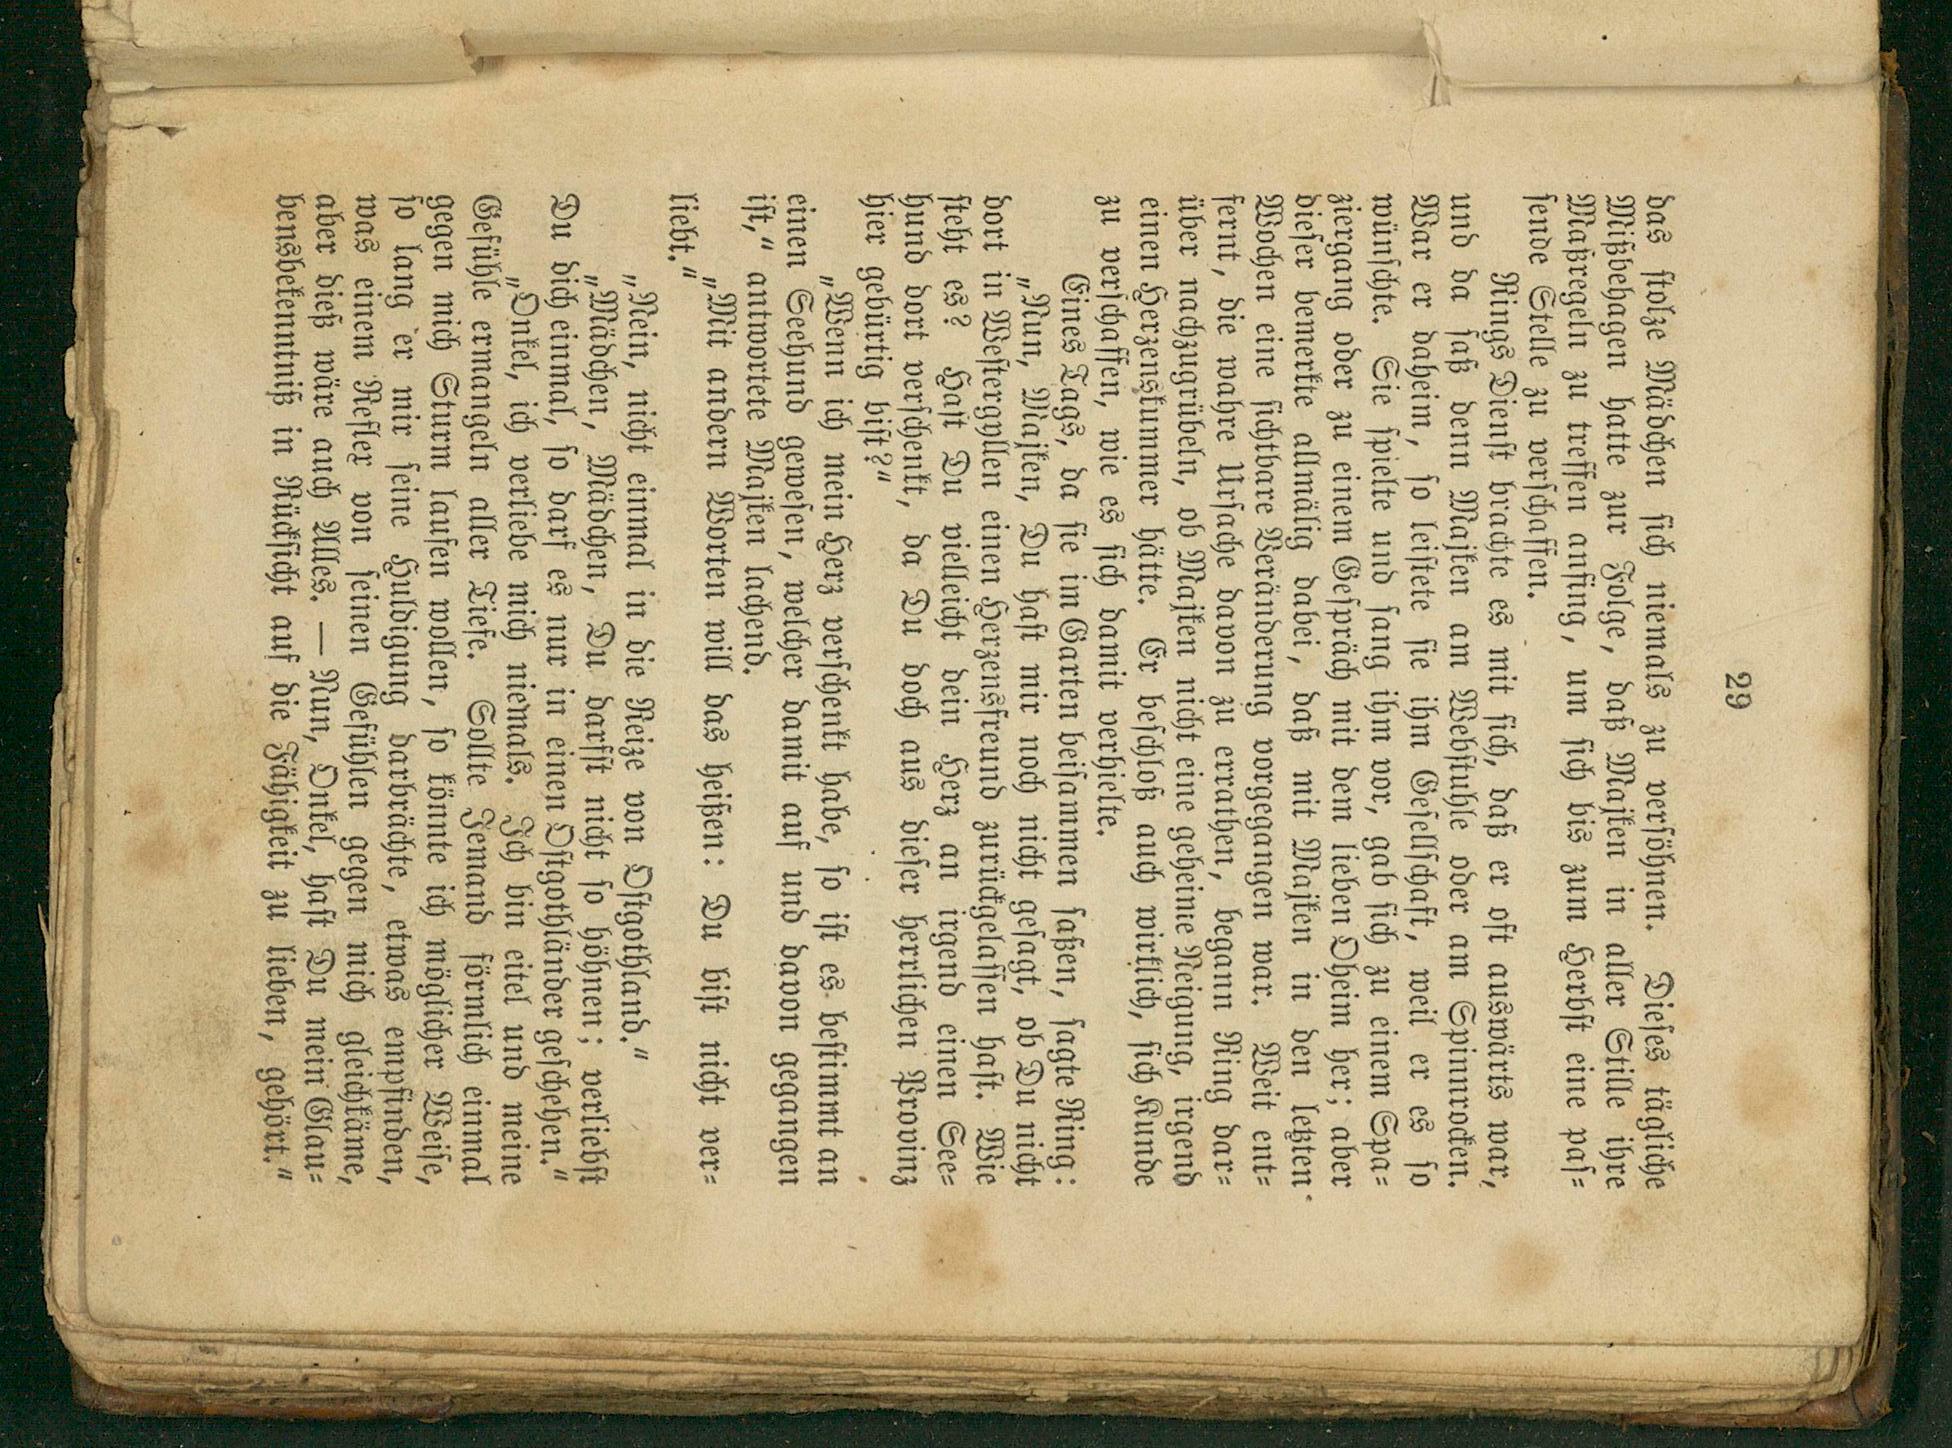 29
das stolze Mädchen sich niemals zu versöhnen. Dieses tägliche
Mißbehagen hatte zur Folge, daß Majken in aller Stille ihre
Maßregeln zu treffen anfing, um sich bis zum Herbst eine pas-
sende Stelle zu verschaffen.
Rings Dienst brachte es mit sich, daß er oft auswärts war,
und da saß denn Majken am Webstuhle oder am Spinnrocken.
War er daheim, so leistete sie ihm Gesellschaft, weil er es so
wünschte. Sie spielte und sang ihm vor, gab sich zu einem Spa-
ziergang oder zu einem Gespräch mit dem lieben Oheim her; aber
dieser bemerkte allmälig dabei, daß mit Majken in den letzten
Wochen eine sichtbare Veränderung vorgegangen war. Weit ent-
fernt, die wahre Ursache davon zu errathen, begann Ring dar-
über nachzugrübeln, ob Majken nicht eine geheime Neigung, irgend
einen Herzenskummer hätte. Er beschloß auch wirklich, sich Kunde
zu verschaffen, wie es sich damit verhielte.
Eines Tags, da sie im Garten beisammen saßen, sagte Ring:
„Nun, Majken, Du hast mir noch nicht gesagt, ob Du nicht
dort in Westergyllen einen Herzensfreund zurückgelassen hast. Wie
steht es? Hast Du vielleicht dein Herz an irgend einen See-
hund dort verschenkt, da Du doch aus dieser herrlichen Provinz
hier gebürtig bist?“
„Wenn ich mein Herz verschenkt habe, so ist es bestimmt an
einen Seehund gewesen, welcher damit auf und davon gegangen
ist,“ antwortete Majken lachend.
„Mit andern Worten will das heißen: Du bist nicht ver-
liebt.“
„Nein, nicht einmal in die Reize von Ostgothland.“
„Mädchen, Mädchen, Du darfst nicht so höhnen; verliebst
Du dich einmal, so darf es nur in einen Ostgothländer geschehen.“
„Onkel, ich verliebe mich niemals. Ich bin eitel und meine
Gefühle ermangeln aller Tiefe. Sollte Jemand förmlich einmal
gegen mich Sturm laufen wollen, so könnte ich möglicher Weise,
so lang er mir seine Huldigung darbrächte, etwas empfinden,
was einem Reflex von seinen Gefühlen gegen mich gleichkäme,
aber dieß wäre auch Alles. — Nun, Onkel, hast Du mein Glau-
bensbekenntniß in Rücksicht auf die Fähigkeit zu lieben, gehört.“